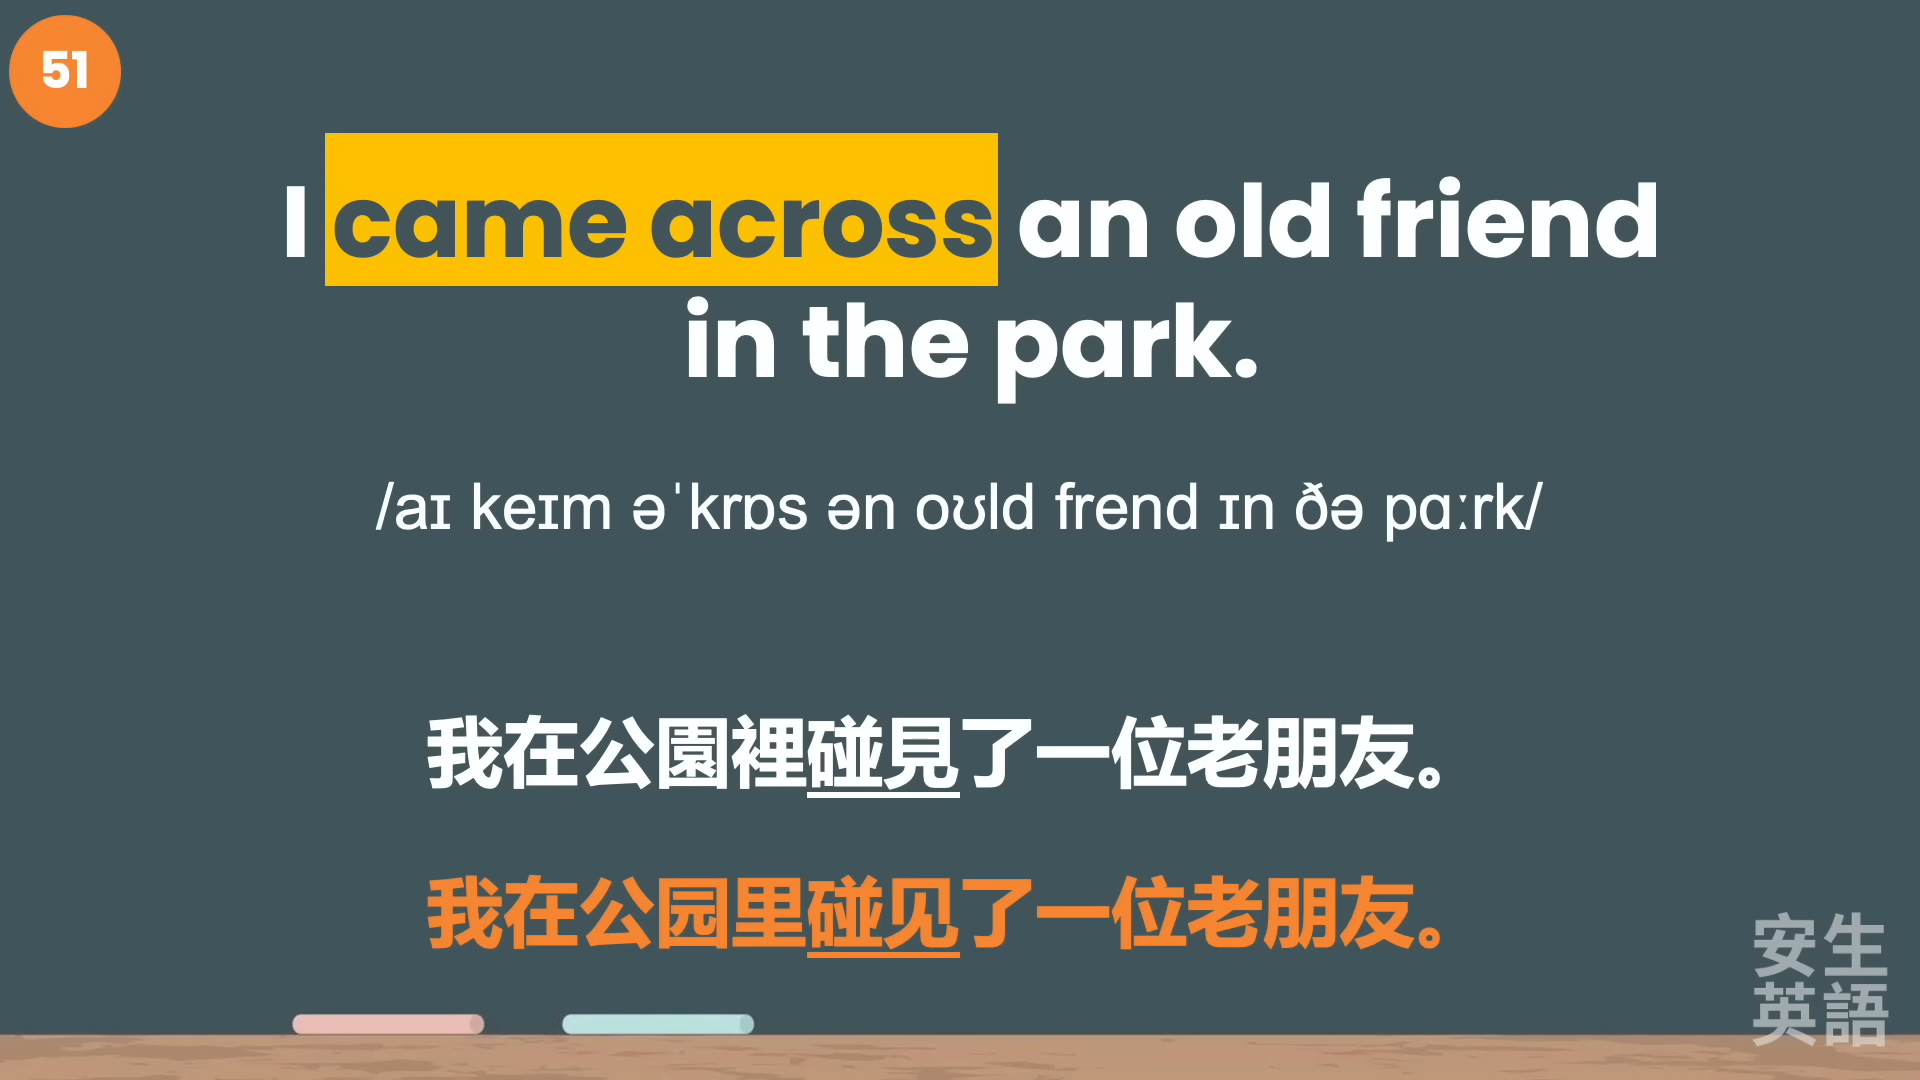 51
I came across an old friend
in the park.
/aɪ keɪm əˈkrɒs ən oʊld frend ɪn ðə pɑːrk/
我在公園裡碰見了一位老朋友。
我在公园里碰见了一位老朋友。
安生
英語